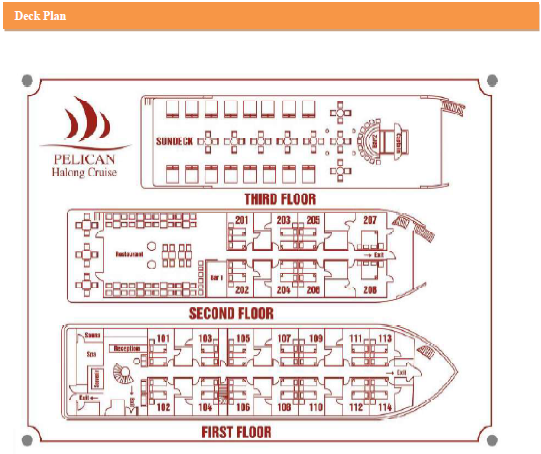 Deck Plan
PELICAN
Halong Cruise
SUNDECK
THIRD FLOOR
201 203 205 207
Restaurant
Exit
202 204 206 208
SECOND FLOOR
Sauna
101 103 105 107 109 111 113
Reception
Spa
Exit
Exit
102 104 106 108 110 112 114
FIRST FLOOR